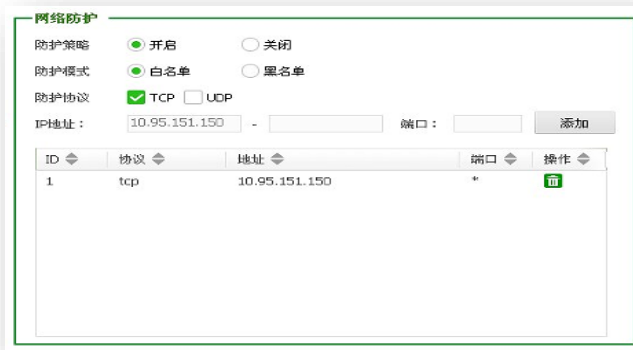 网络防护
防护策略 开启 关闭
防护模式 白名单 黑名单
防护协议 TCP UDP
IP地址： 10.95.151.150 - 端口： 添加
ID 协议 地址 端口 操作
1 tcp 10.95.151.150 *